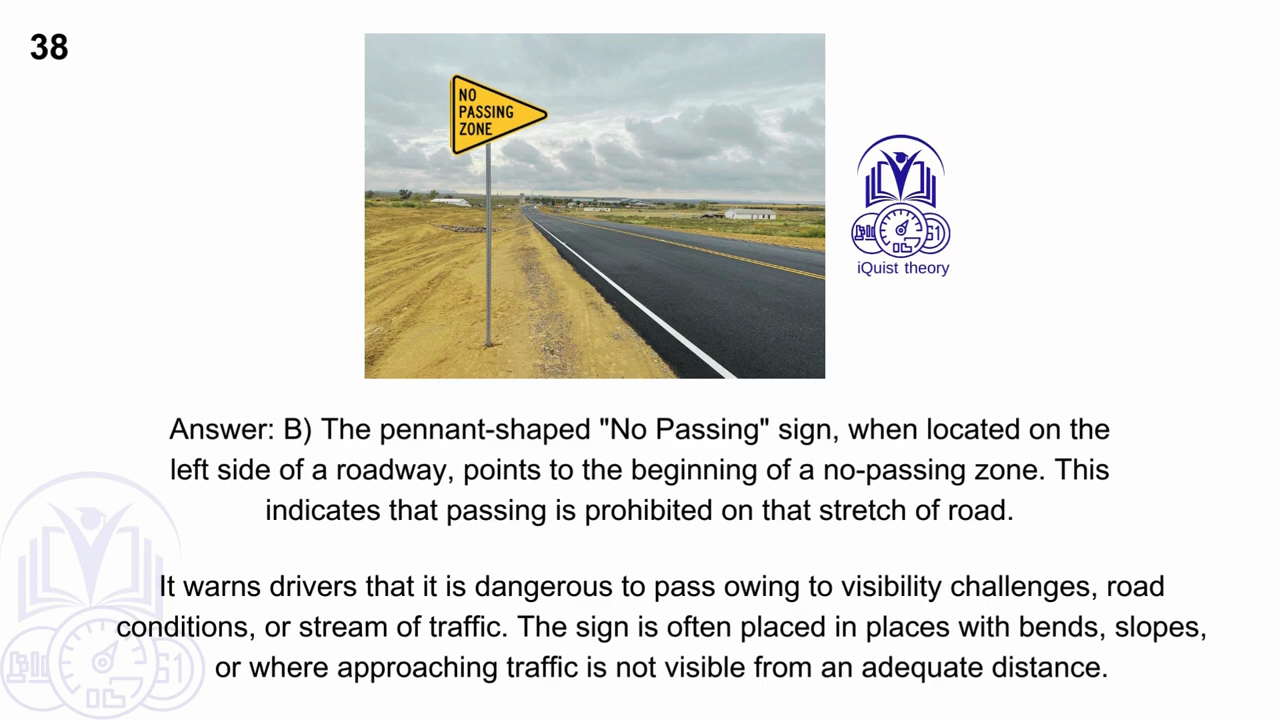 38
NO
PASSING
ZONE
iQuist theory
Answer: B) The pennant-shaped "No Passing" sign, when located on the
left side of a roadway, points to the beginning of a no-passing zone. This
indicates that passing is prohibited on that stretch of road.
It warns drivers that it is dangerous to pass owing to visibility challenges, road
conditions, or stream of traffic. The sign is often placed in places with bends, slopes,
or where approaching traffic is not visible from an adequate distance.